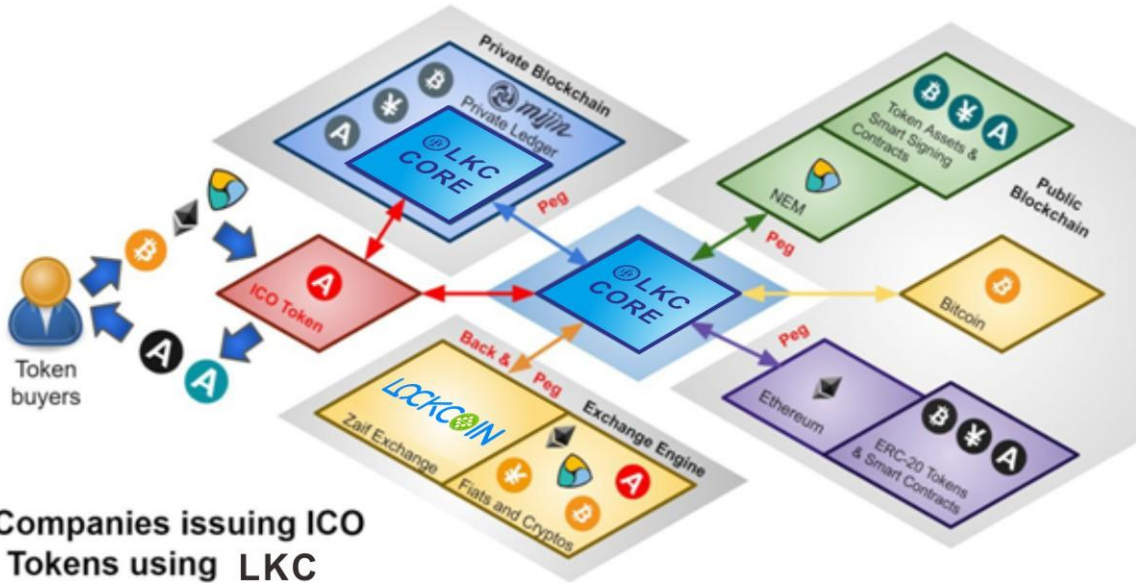 Private Blockchain
mijin
Private Ledger
LKC
CORE
Peg
Token Assets &
Smart Signing
Contracts
NEM
Peg
Public
Blockchain
A
ICO Token
LKC
CORE
Bitcoin
Token
buyers
A
A
Back &
Peg
Peg
LOCKCOIN
Zaif Exchange
Exchange Engine
Fiats and Cryptos
A
Ethereum
ERC-20 Tokens
& Smart Contracts
Companies issuing ICO
Tokens using LKC